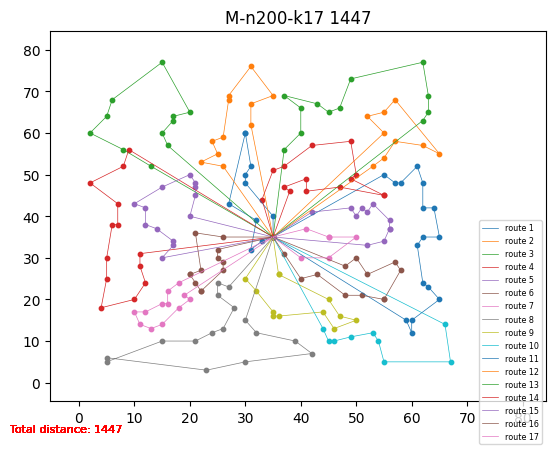 M-n200-k17 1447
80
70
60
50
40
30
20
10
0
0 10 20 30 40 50 60 70 80
route 1
route 2
route 3
route 4
route 5
route 6
route 7
route 8
route 9
route 10
route 11
route 12
route 13
route 14
route 15
route 16
route 17
Total distance: 1447